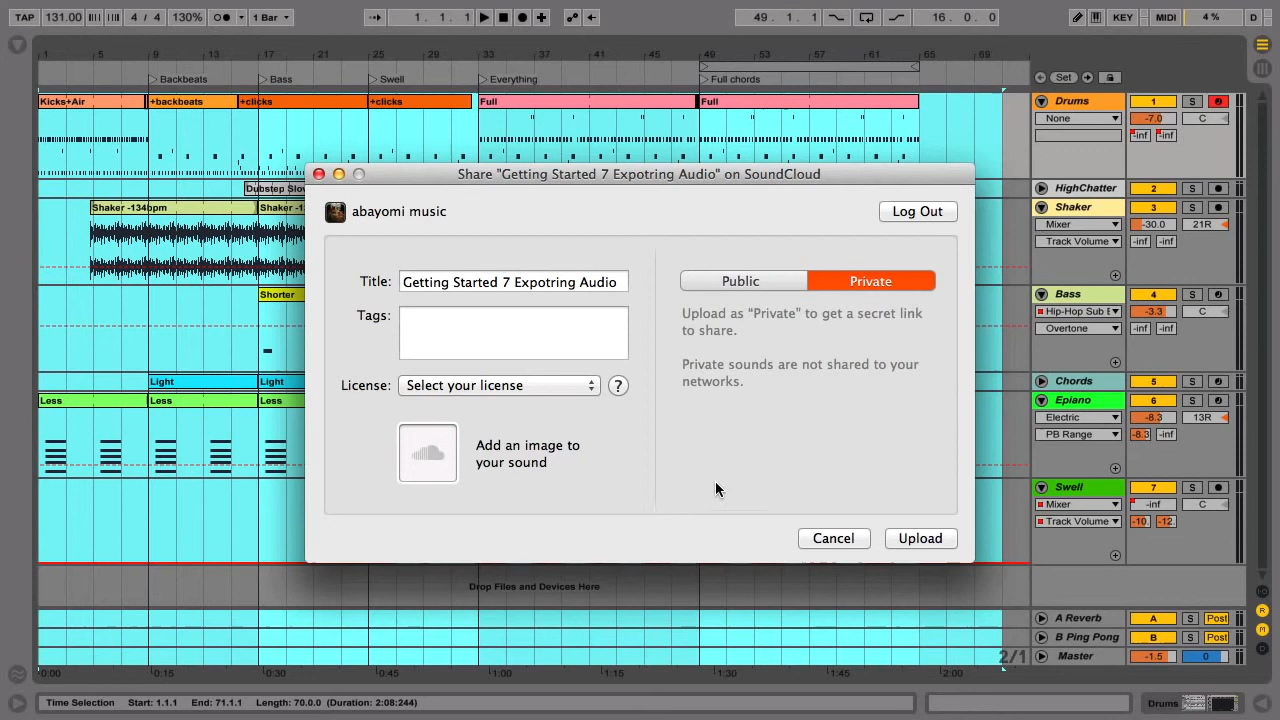 TAP 131.00 4 / 4 130% 1 Bar 1. 1. 1 49. 1. 1 16. 0. 0 KEY MIDI 4 % D
1 5 9 13 17 21 25 29 33 37 41 45 49 53 57 61 65 69
Backbeats Bass Swell Everything Full chords Set
Kicks+Air +backbeats +clicks +clicks Full Full Drums 1 S
None -7.0 C
-inf -inf
Dubstep Slo HighChatter 2 S
Shaker -134bpm Shaker -1 Shaker 3 S
Mixer -30.0 21R
Track Volume -inf -inf
Shorter Bass 4 S
Hip-Hop Sub -3.3 C
Overtone -inf -inf
Light Light Chords 5 S
Less Less Less Epiano 6 S
Electric -8.3 13R
PB Range -8.3 -inf
Swell 7 S
Mixer -inf C
Track Volume -10. -12.
Share "Getting Started 7 Expotring Audio" on SoundCloud
abayomi music Log Out
Title: Getting Started 7 Expotring Audio
Tags:
License: Select your license ?
Add an image to
your sound
Public Private
Upload as "Private" to get a secret link
to share.
Private sounds are not shared to your
networks.
Cancel Upload
Drop Files and Devices Here
A Reverb A S Post
B Ping Pong B S Post
2/1 Master -1.5 0
0:00 0:15 0:30 0:45 1:00 1:15 1:30 1:45 2:00
Time Selection Start: 1.1.1 End: 71.1.1 Length: 70.0.0 (Duration: 2:08:244) Drums